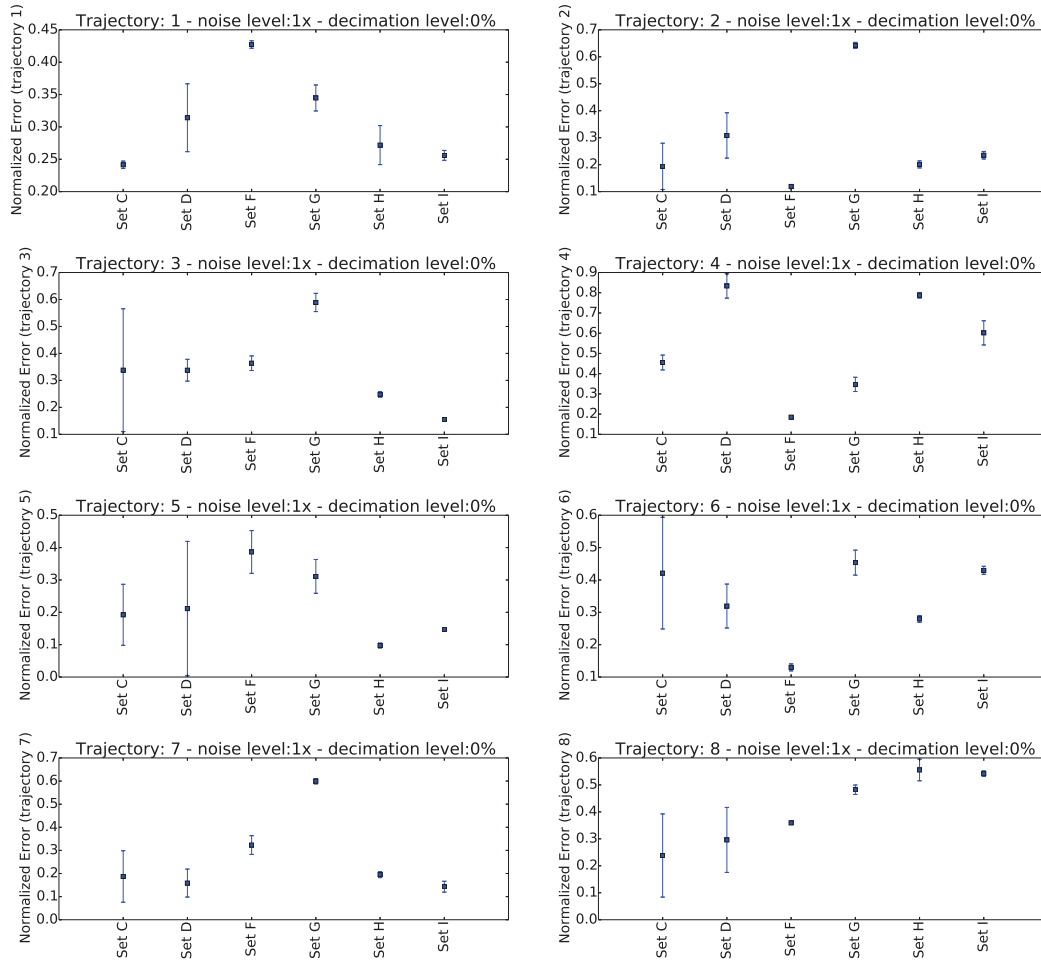 Trajectory: 1 - noise level:1x - decimation level:0%
Normalized Error (trajectory 1)
0.45
0.40
0.35
0.30
0.25
0.20
Set C
Set D
Set F
Set G
Set H
Set I
Trajectory: 2 - noise level:1x - decimation level:0%
Normalized Error (trajectory 2)
0.7
0.6
0.5
0.4
0.3
0.2
0.1
Set C
Set D
Set F
Set G
Set H
Set I
Trajectory: 3 - noise level:1x - decimation level:0%
Normalized Error (trajectory 3)
0.7
0.6
0.5
0.4
0.3
0.2
0.1
Set C
Set D
Set F
Set G
Set H
Set I
Trajectory: 4 - noise level:1x - decimation level:0%
Normalized Error (trajectory 4)
0.9
0.8
0.7
0.6
0.5
0.4
0.3
0.2
0.1
Set C
Set D
Set F
Set G
Set H
Set I
Trajectory: 5 - noise level:1x - decimation level:0%
Normalized Error (trajectory 5)
0.5
0.4
0.3
0.2
0.1
0.0
Set C
Set D
Set F
Set G
Set H
Set I
Trajectory: 6 - noise level:1x - decimation level:0%
Normalized Error (trajectory 6)
0.6
0.5
0.4
0.3
0.2
0.1
Set C
Set D
Set F
Set G
Set H
Set I
Trajectory: 7 - noise level:1x - decimation level:0%
Normalized Error (trajectory 7)
0.7
0.6
0.5
0.4
0.3
0.2
0.1
0.0
Set C
Set D
Set F
Set G
Set H
Set I
Trajectory: 8 - noise level:1x - decimation level:0%
Normalized Error (trajectory 8)
0.6
0.5
0.4
0.3
0.2
0.1
0.0
Set C
Set D
Set F
Set G
Set H
Set I